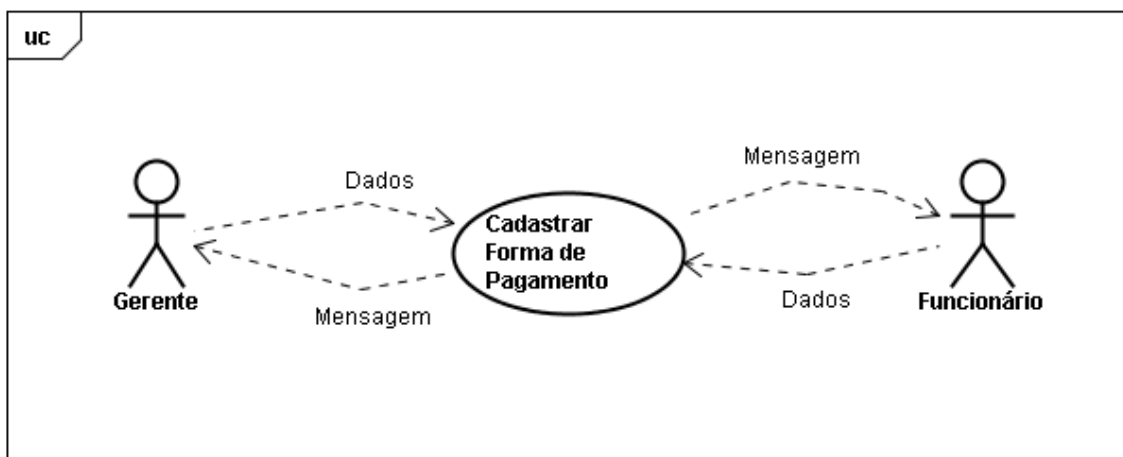 uc
Mensagem
Dados
Cadastrar
Forma de
Pagamento
Gerente
Mensagem
Dados
Funcionário